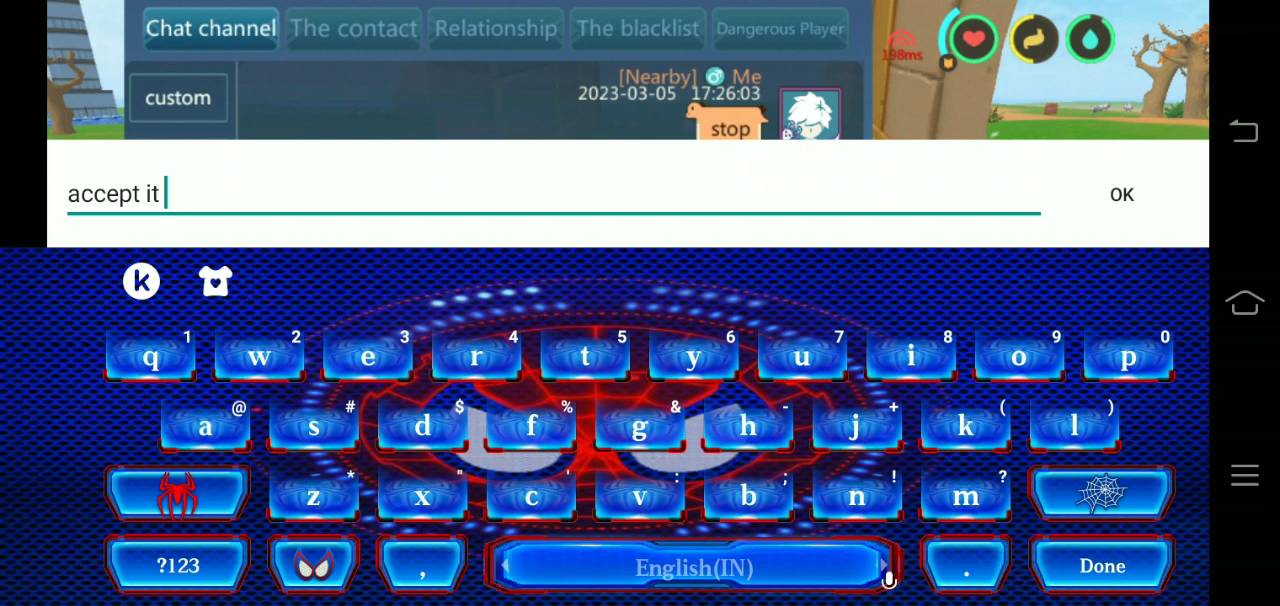 Chat channel The contact Relationship The blacklist Dangerous Player
198ms
[Nearby] Me
custom
2023-03-05 17:26:03
stop
accept it
OK
k
1 2 3 4 5 6 7 8 9 0
q w e r t y u i o p
@ # $ % & - + ( )
a s d f g h j k l
* " ' : ; ! ?
z x c v b n m
?123 , English(IN) . Done